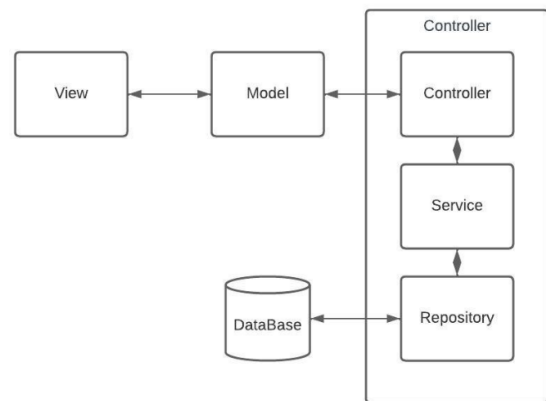 Controller
View
Model
Controller
Service
DataBase
Repository